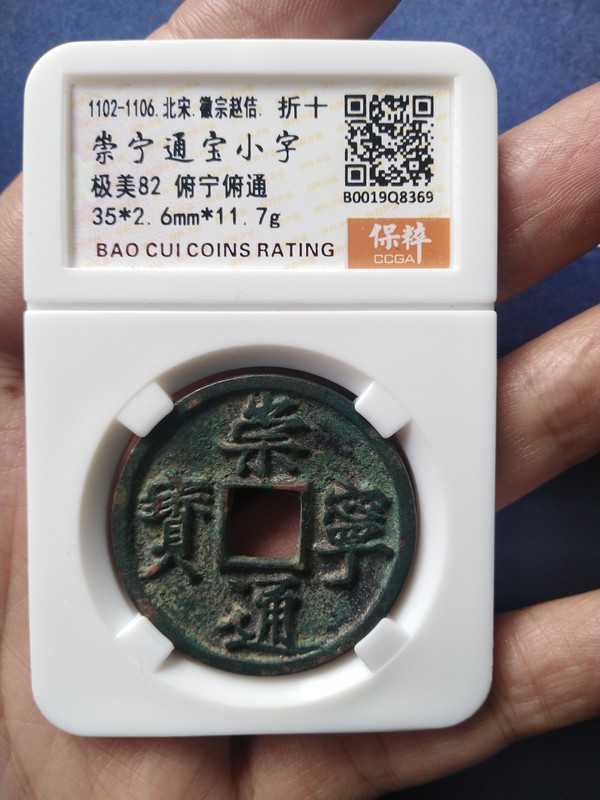 1102-1106.北宋.徽宗赵佶. 折十
崇宁通宝小字
极美82 俯宁俯通
35*2.6mm*11.7g
BAO CUI COINS RATING
B0019Q8369
保粹
CCGA
崇
寶 寧
通